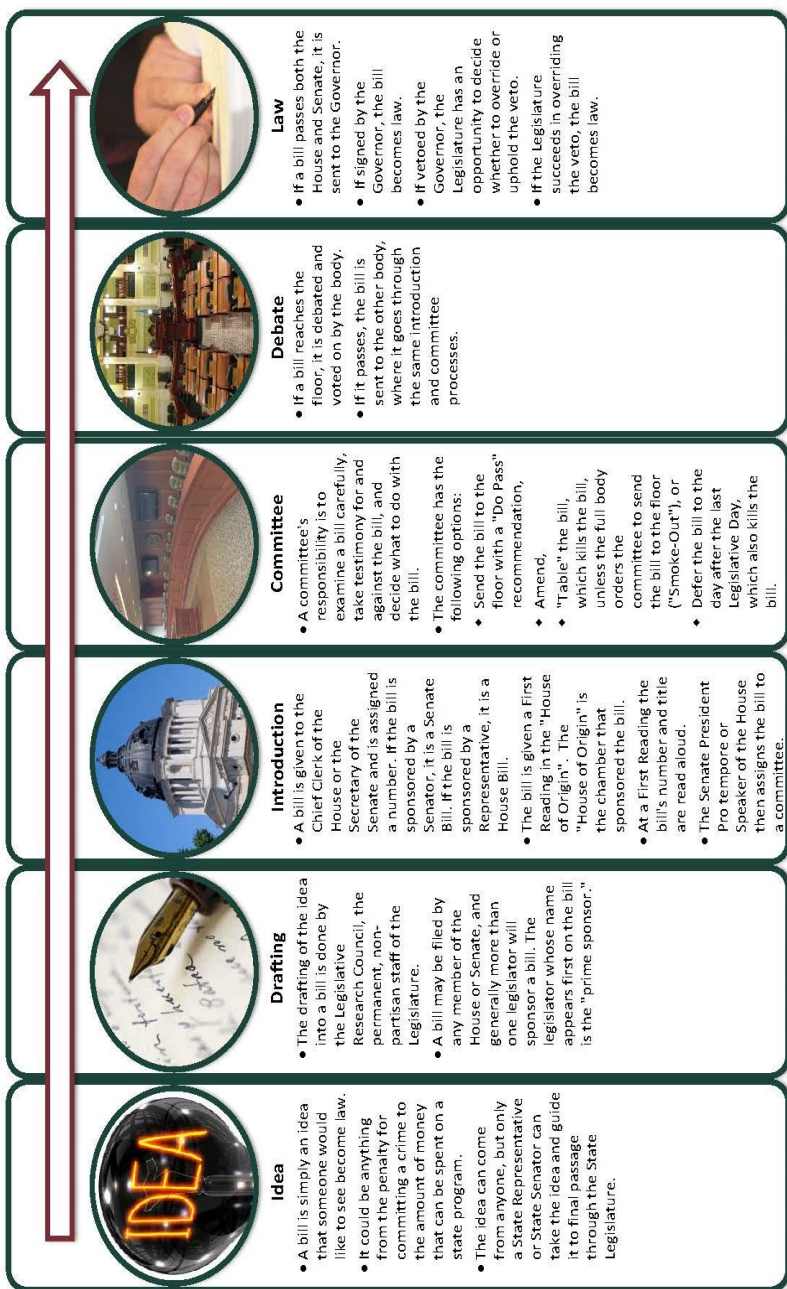 IDEA
Idea
• A bill is simply an idea
that someone would
like to see become law.
• It could be anything
from the penalty for
committing a crime to
the amount of money
that can be spent on a
state program.
• The idea can come
from anyone, but only
a State Representative
or State Senator can
take the idea and guide
it to final passage
through the State
Legislature.
Drafting
• The drafting of the idea
into a bill is done by
the Legislative
Research Council, the
permanent, non-
partisan staff of the
Legislature.
• A bill may be filed by
any member of the
House or Senate, and
generally more than
one legislator will
sponsor a bill. The
legislator whose name
appears first on the bill
is the "prime sponsor."
Introduction
• A bill is given to the
Chief Clerk of the
House or the
Secretary of the
Senate and is assigned
a number. If the bill is
sponsored by a
Senator, it is a Senate
Bill. If the bill is
sponsored by a
Representative, it is a
House Bill.
• The bill is given a First
Reading in the "House
of Origin". The
"House of Origin" is
the chamber that
sponsored the bill.
• At a First Reading the
bill's number and title
are read aloud.
• The Senate President
Pro tempore or
Speaker of the House
then assigns the bill to
a committee.
Committee
• A committee's
responsibility is to
examine a bill carefully,
take testimony for and
against the bill, and
decide what to do with
the bill.
• The committee has the
following options:
♦ Send the bill to the
floor with a "Do Pass"
recommendation,
♦ Amend,
♦ "Table" the bill,
which kills the bill,
unless the full body
orders the
committee to send
the bill to the floor
("Smoke-Out"), or
♦ Defer the bill to the
day after the last
Legislative Day,
which also kills the
bill.
Debate
• If a bill reaches the
floor, it is debated and
voted on by the body.
• If it passes, the bill is
sent to the other body,
where it goes through
the same introduction
and committee
processes.
Law
• If a bill passes both the
House and Senate, it is
sent to the Governor.
• If signed by the
Governor, the bill
becomes law.
• If vetoed by the
Governor, the
Legislature has an
opportunity to decide
whether to override or
uphold the veto.
• If the Legislature
succeeds in overriding
the veto, the bill
becomes law.